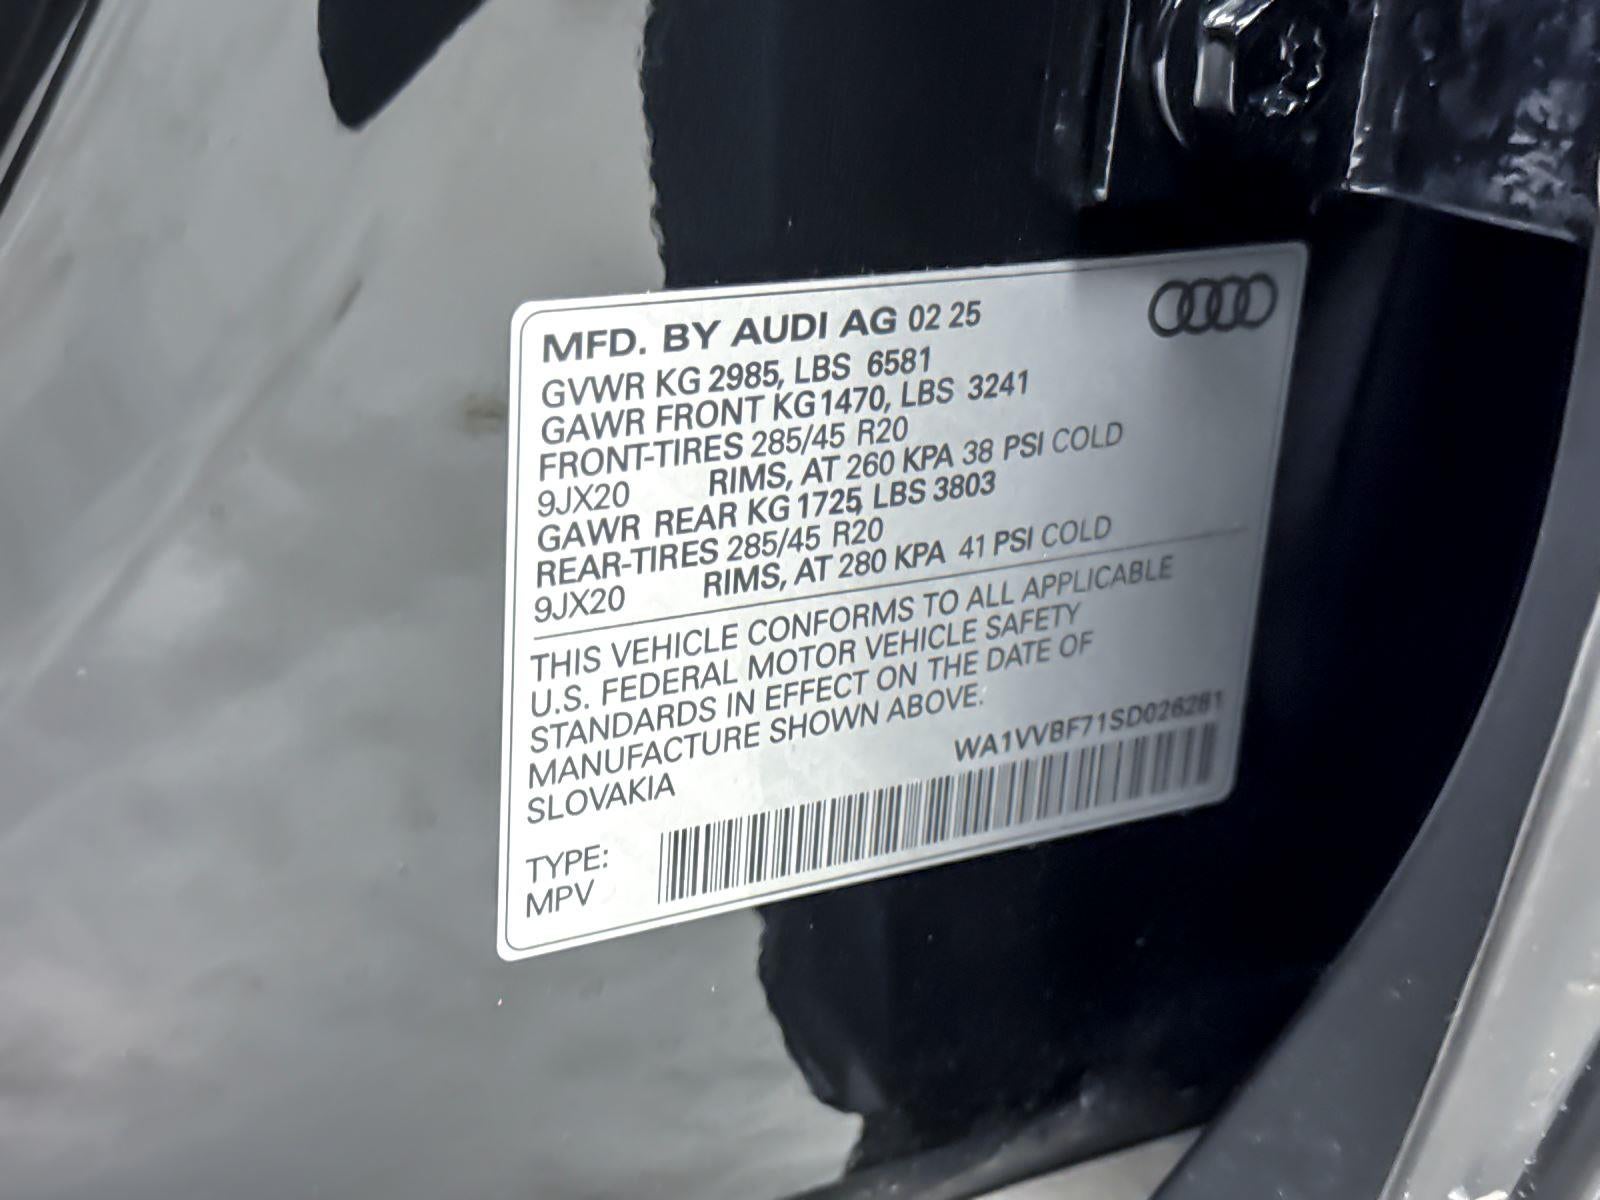 MFD. BY AUDI AG 02 25
GVWR KG 2985, LBS 6581
GAWR FRONT KG 1470, LBS 3241
FRONT-TIRES 285/45 R20
9JX20 RIMS, AT 260 KPA 38 PSI COLD
GAWR REAR KG 1725, LBS 3803
REAR-TIRES 285/45 R20
9JX20 RIMS, AT 280 KPA 41 PSI COLD
THIS VEHICLE CONFORMS TO ALL APPLICABLE
U.S. FEDERAL MOTOR VEHICLE SAFETY
STANDARDS IN EFFECT ON THE DATE OF
MANUFACTURE SHOWN ABOVE.
SLOVAKIA
WA1VVBF71SD026281
TYPE:
MPV